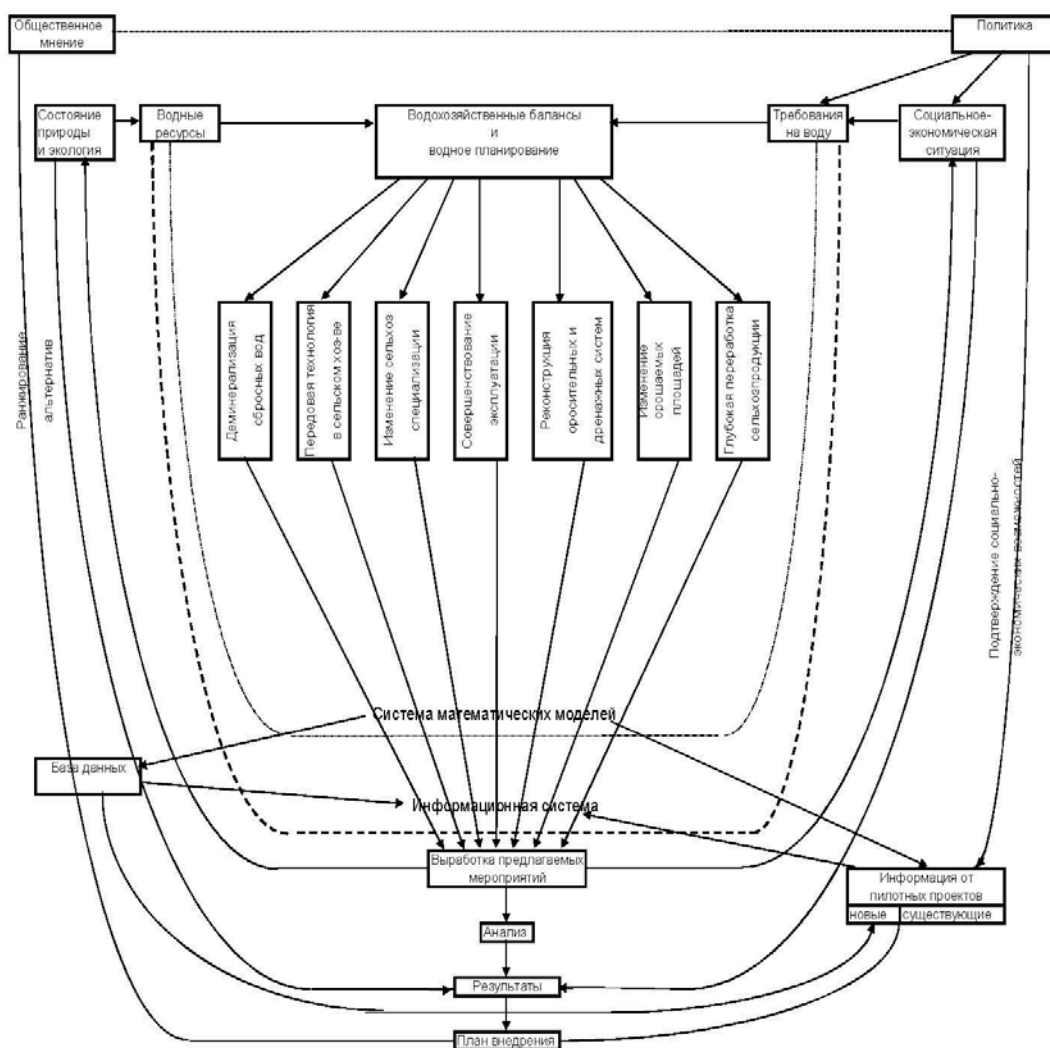 Общественное
мнение
Политика
Состояние
природы
и экология
Водные
ресурсы
Водохозяйственные балансы
и
водное планирование
Требования
на воду
Социальное-
экономическая
ситуация
Ранжирование
альтернатив
Деминерализация
сбросных вод
Передовая технология
в сельском хоз-ве
Изменение сельхоз
специализации
Совершенствование
эксплуатации
Реконструкция
оросительных и
дренажных систем
Изменение
орошаемых
площадей
Глубокая переработка
сельхозпродукции
Подтверждение социально-
экономических возможностей
Система математических моделей
База данных
Информационная система
Выработка предлагаемых
мероприятий
Информация от
пилотных проектов
новые существующие
Анализ
Результаты
План внедрения